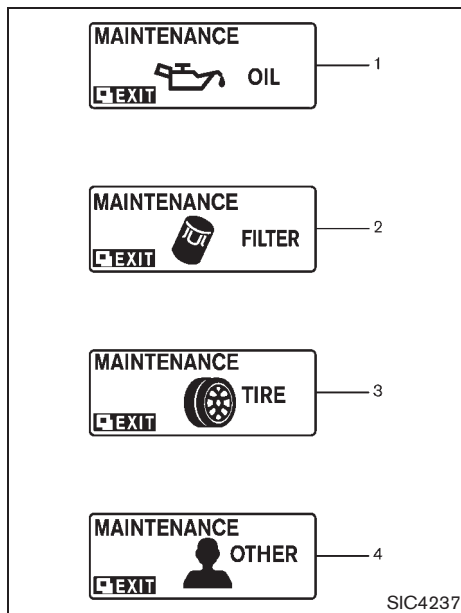 MAINTENANCE
OIL
EXIT
1
MAINTENANCE
FILTER
EXIT
2
MAINTENANCE
TIRE
EXIT
3
MAINTENANCE
OTHER
EXIT
4
SIC4237